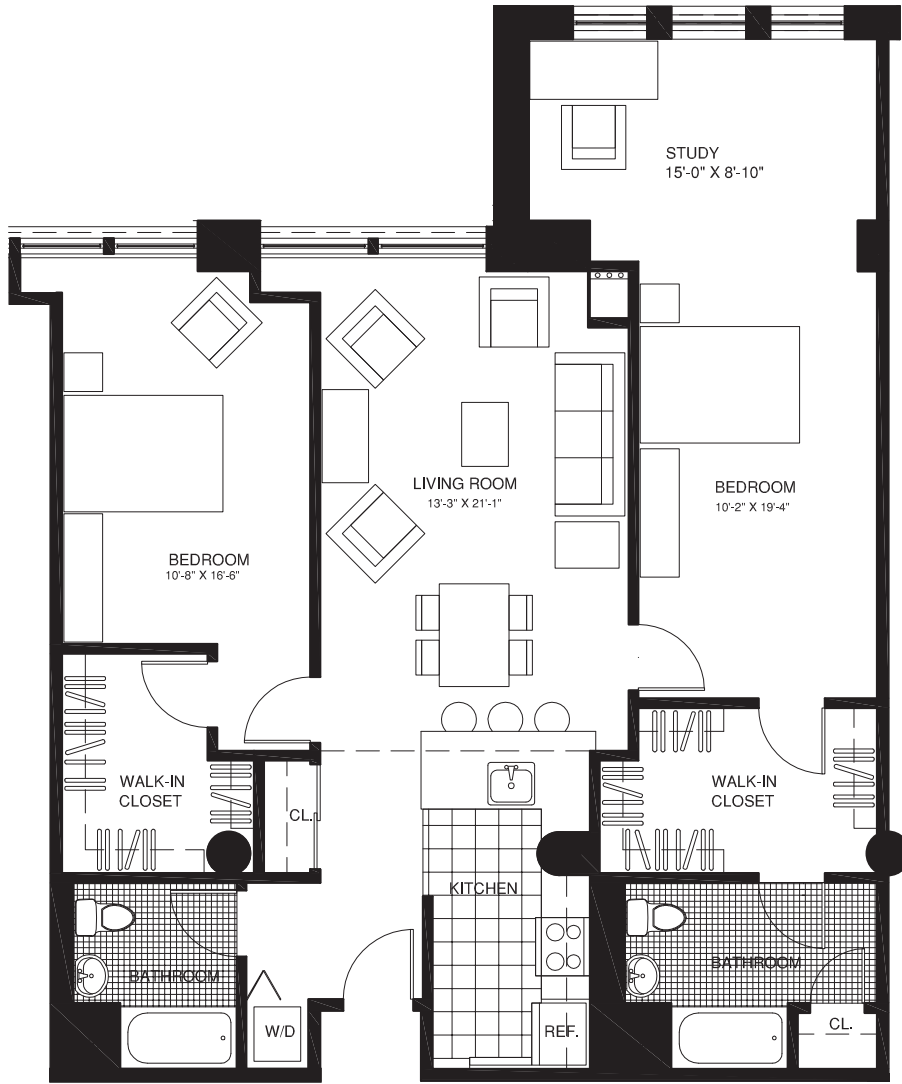 STUDY
15'-0" X 8'-10"
LIVING ROOM
13'-3" X 21'-1"
BEDROOM
10'-2" X 19'-4"
BEDROOM
10'-8" X 16'-6"
WALK-IN
CLOSET
CL.
WALK-IN
CLOSET
KITCHEN
BATHROOM
BATHROOM
W/D
REF.
CL.